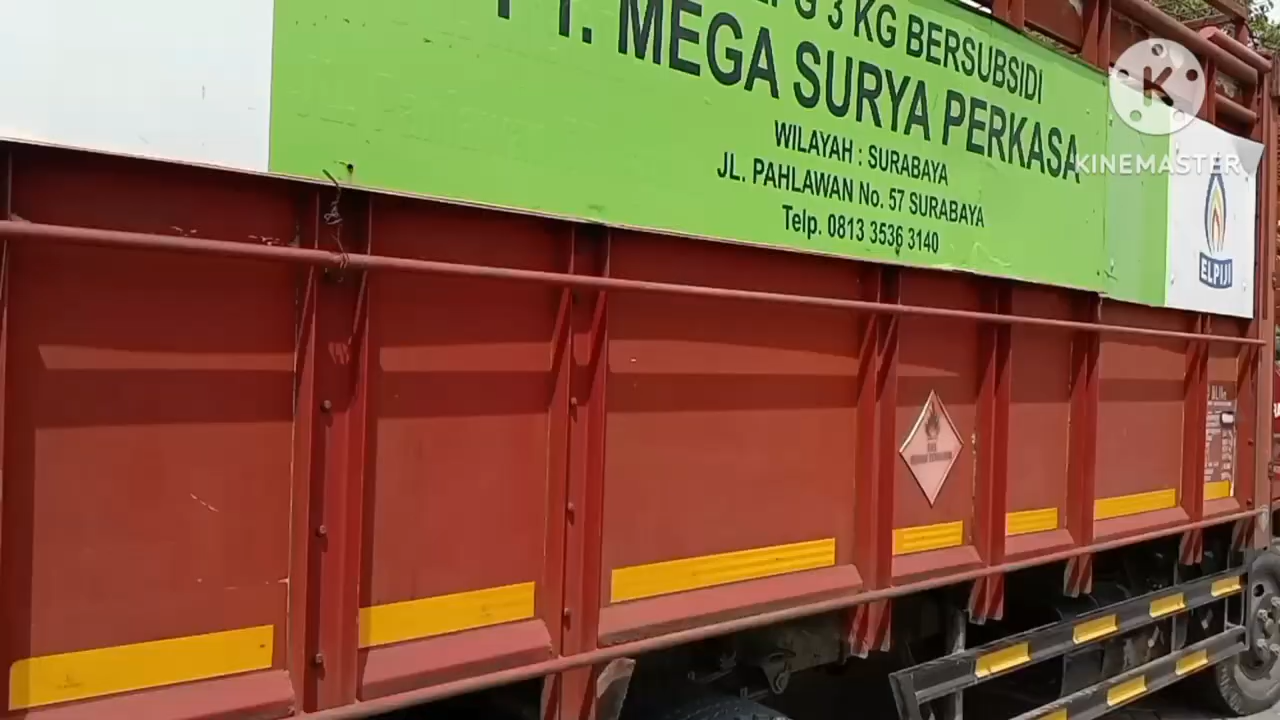 3 KG BERSUBSIDI
PT. MEGA SURYA PERKASA
WILAYAH : SURABAYA
JL. PAHLAWAN No. 57 SURABAYA
Telp. 0813 3536 3140
K
KINEMASTER
ELPIJI